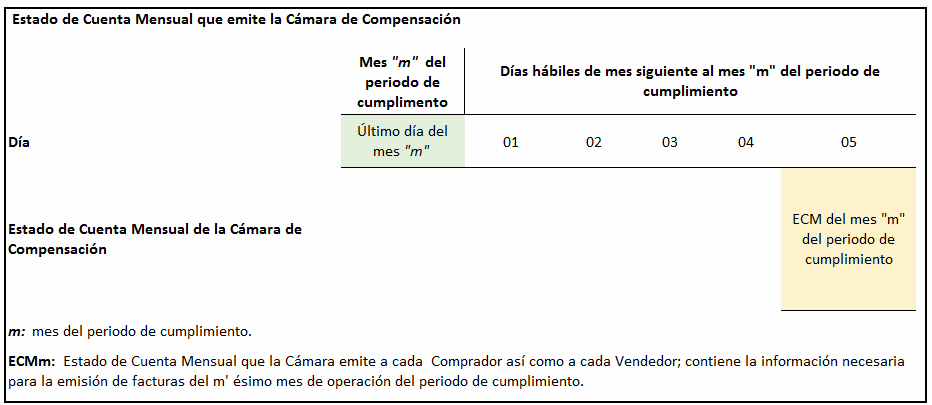 Estado de Cuenta Mensual que emite la Cámara de Compensación
Mes "m" del
periodo de
cumplimento
Días hábiles de mes siguiente al mes "m" del periodo de
cumplimiento
Día
Último día del
mes "m"
01 02 03 04 05
Estado de Cuenta Mensual de la Cámara de
Compensación
ECM del mes "m"
del periodo de
cumplimiento
m: mes del periodo de cumplimiento.
ECMm: Estado de Cuenta Mensual que la Cámara emite a cada Comprador así como a cada Vendedor; contiene la información necesaria
para la emisión de facturas del m' ésimo mes de operación del periodo de cumplimiento.